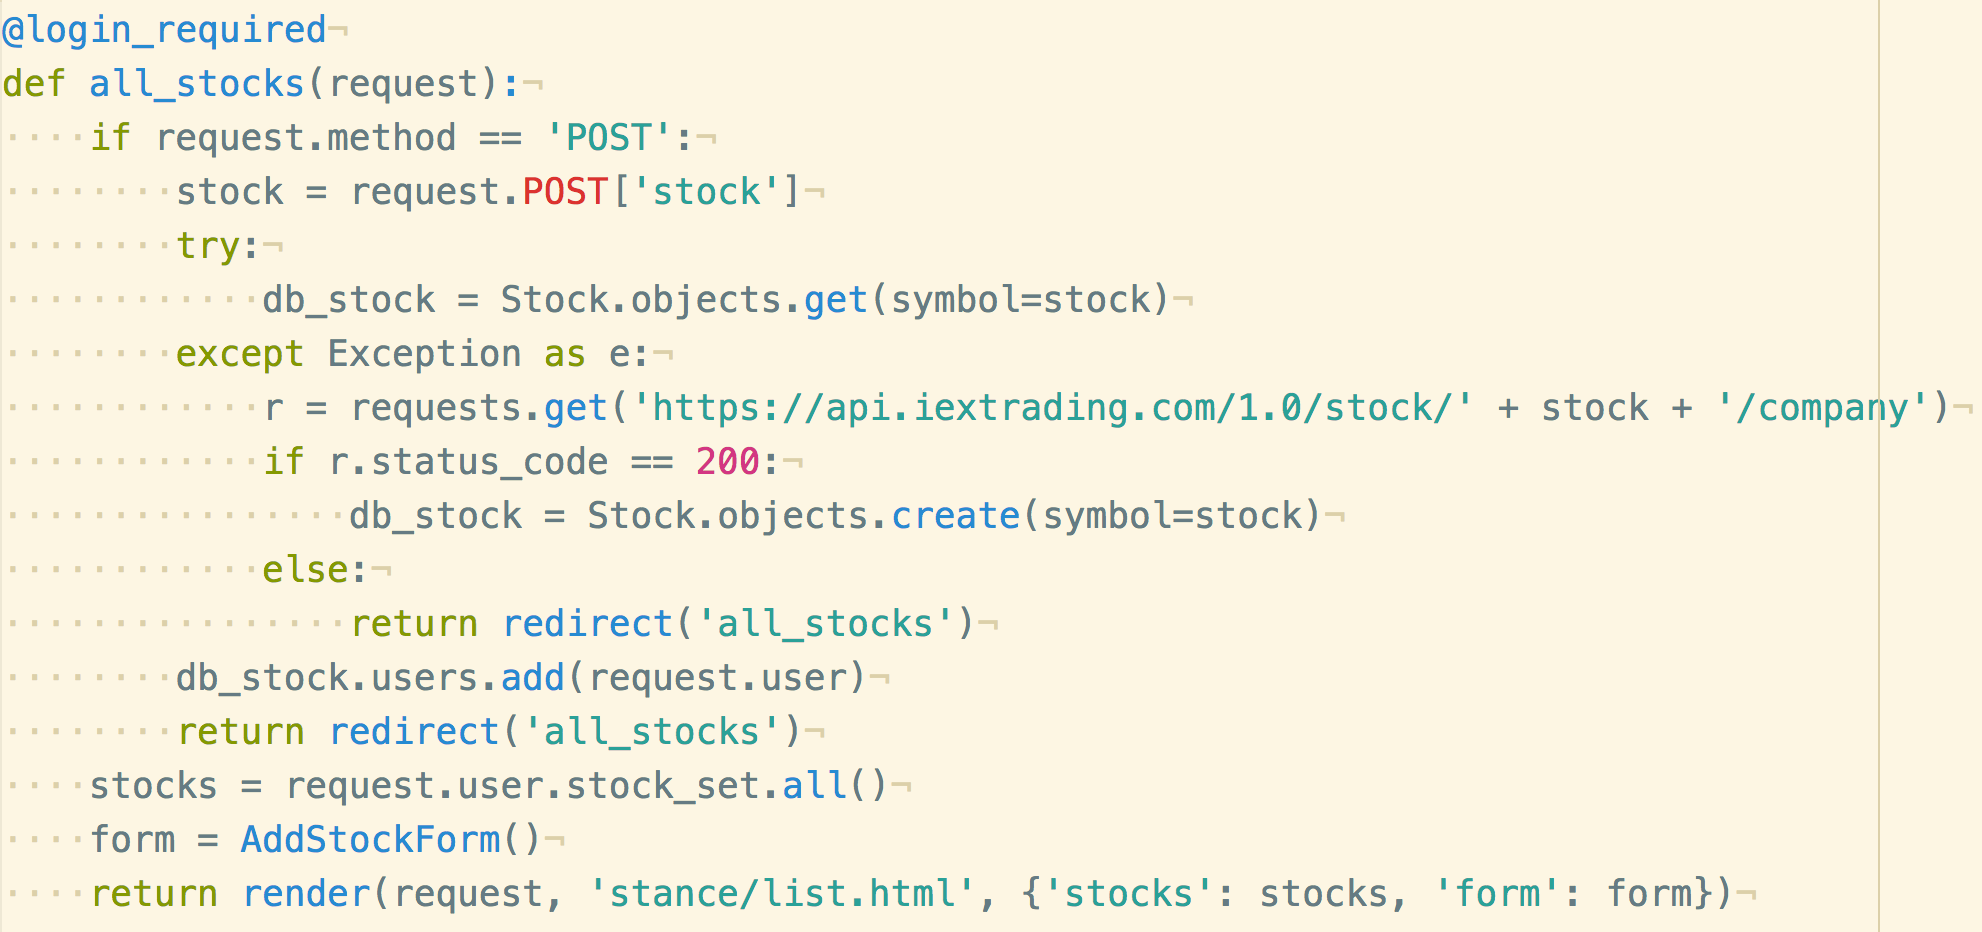 @login_required¬
def all_stocks(request):¬
····if request.method == 'POST':¬
········stock = request.POST['stock']¬
········try:¬
············db_stock = Stock.objects.get(symbol=stock)¬
········except Exception as e:¬
············r = requests.get('https://api.iextrading.com/1.0/stock/' + stock + '/company')¬
············if r.status_code == 200:¬
················db_stock = Stock.objects.create(symbol=stock)¬
············else:¬
················return redirect('all_stocks')¬
········db_stock.users.add(request.user)¬
········return redirect('all_stocks')¬
····stocks = request.user.stock_set.all()¬
····form = AddStockForm()¬
····return render(request, 'stance/list.html', {'stocks': stocks, 'form': form})¬